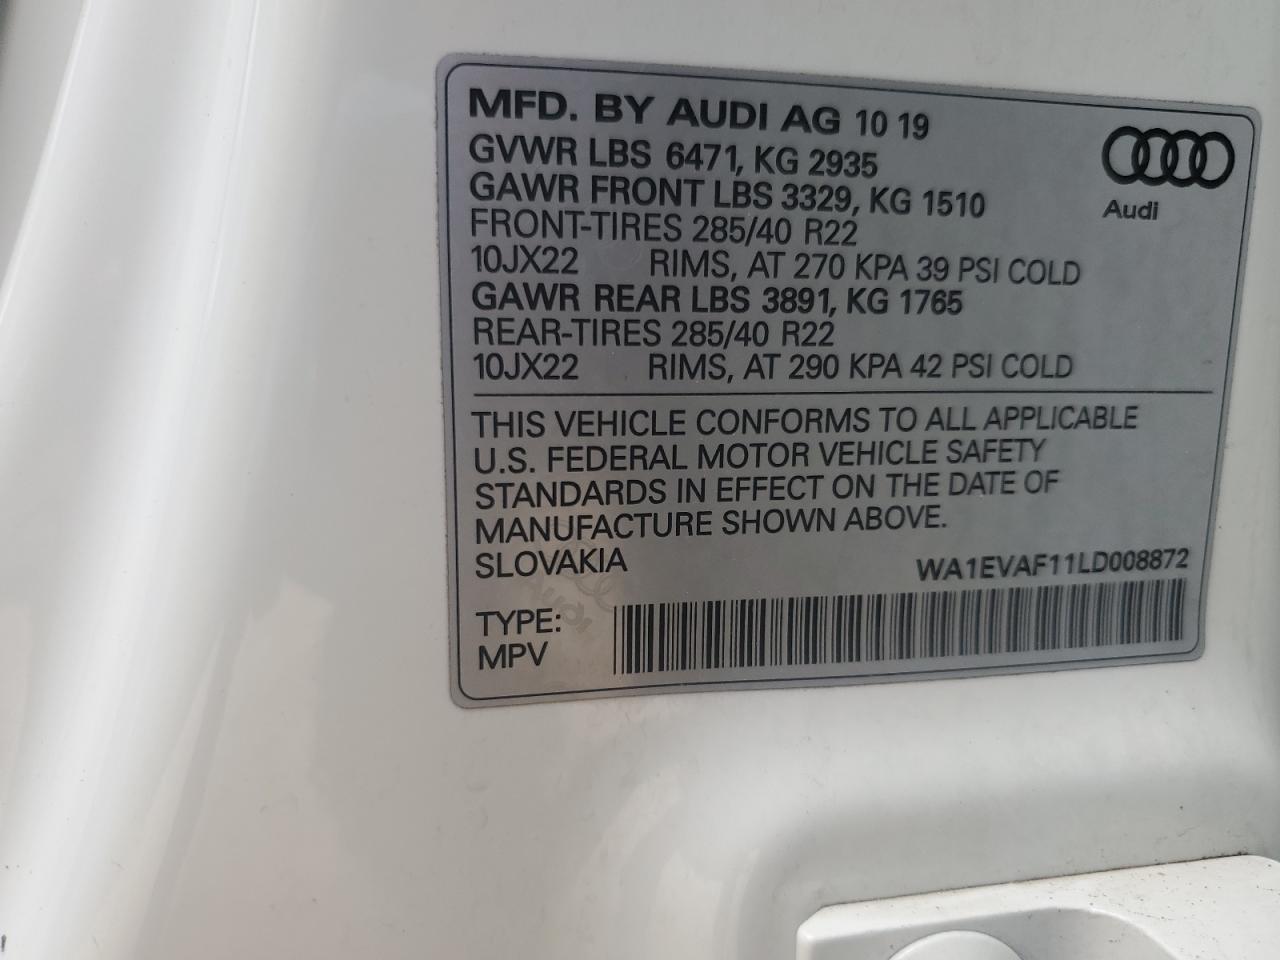 MFD. BY AUDI AG 10 19
GVWR LBS 6471, KG 2935
GAWR FRONT LBS 3329, KG 1510
Audi
FRONT-TIRES 285/40 R22
10JX22 RIMS, AT 270 KPA 39 PSI COLD
GAWR REAR LBS 3891, KG 1765
REAR-TIRES 285/40 R22
10JX22 RIMS, AT 290 KPA 42 PSI COLD
THIS VEHICLE CONFORMS TO ALL APPLICABLE
U.S. FEDERAL MOTOR VEHICLE SAFETY
STANDARDS IN EFFECT ON THE DATE OF
MANUFACTURE SHOWN ABOVE.
SLOVAKIA WA1EVAF11LD008872
Audi
TYPE:
MPV